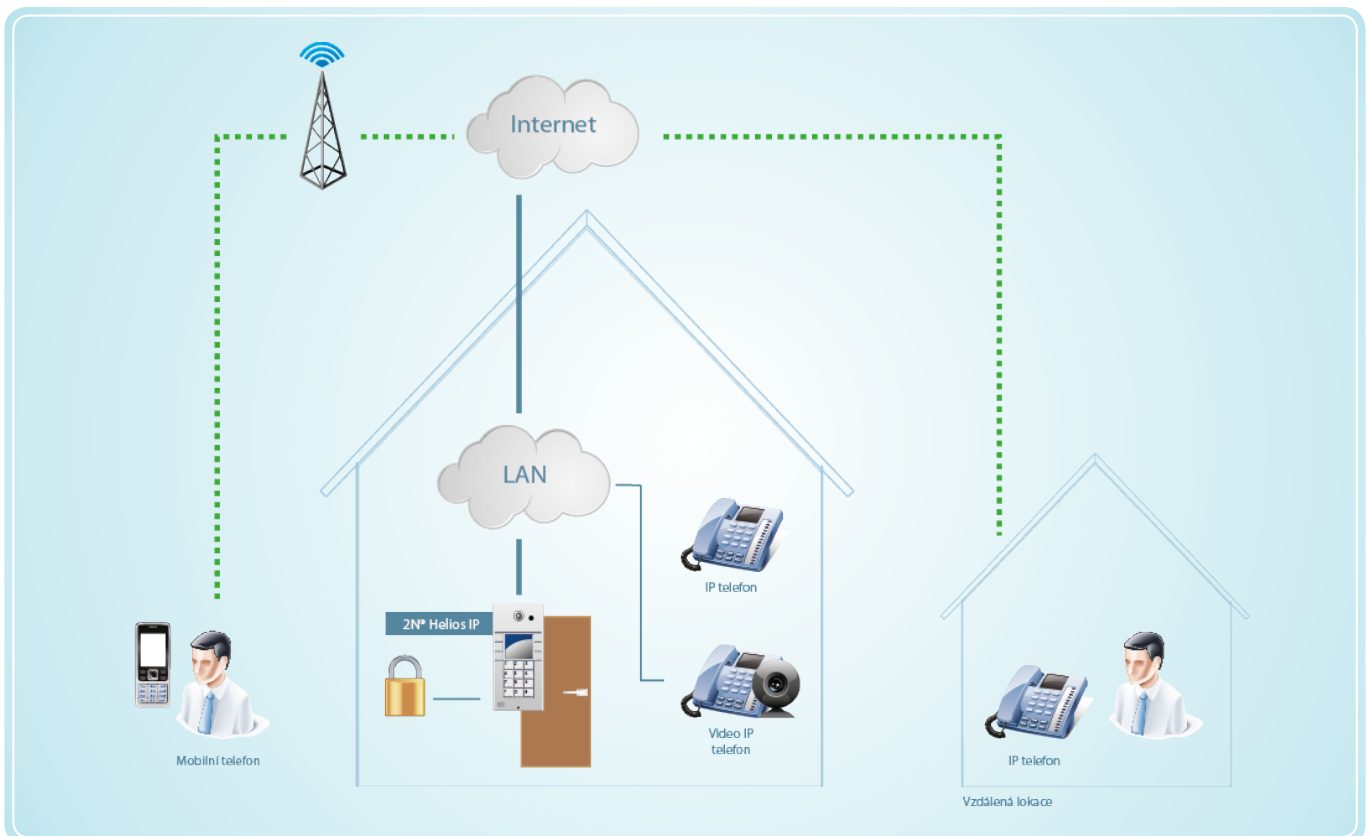 Internet
LAN
IP telefon
2N® Helios IP
Video IP
telefon
Mobilní telefon
IP telefon
Vzdálená lokace